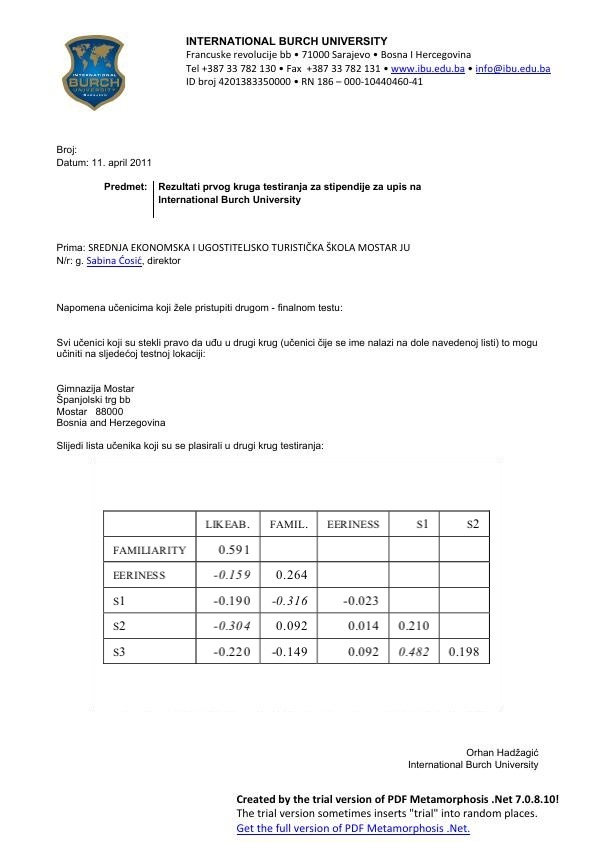 INTERNATIONAL BURCH UNIVERSITY
Francuske revolucije bb • 71000 Sarajevo • Bosna I Hercegovina
Tel +387 33 782 130 • Fax +387 33 782 131 • www.ibu.edu.ba • info@ibu.edu.ba
ID broj 4201383350000 • RN 186 – 000-10440460-41
INTERNATIONAL
BURCH
UNIVERSITY
SARAJEVO
Broj:
Datum: 11. april 2011
Predmet: Rezultati prvog kruga testiranja za stipendije za upis na
International Burch University
Prima: SREDNJA EKONOMSKA I UGOSTITELJSKO TURISTIČKA ŠKOLA MOSTAR JU
N/r: g. Sabina Ćosić, direktor
Napomena učenicima koji žele pristupiti drugom - finalnom testu:
Svi učenici koji su stekli pravo da uđu u drugi krug (učenici čije se ime nalazi na dole navedenoj listi) to mogu
učiniti na sljedećoj testnoj lokaciji:
Gimnazija Mostar
Španjolski trg bb
Mostar 88000
Bosnia and Herzegovina
Slijedi lista učenika koji su se plasirali u drugi krug testiranja:
LIKEAB. FAMIL. EERINESS S1 S2
FAMILIARITY 0.591
EERINESS -0.159 0.264
S1 -0.190 -0.316 -0.023
S2 -0.304 0.092 0.014 0.210
S3 -0.220 -0.149 0.092 0.482 0.198
Orhan Hadžagić
International Burch University
Created by the trial version of PDF Metamorphosis .Net 7.0.8.10!
The trial version sometimes inserts "trial" into random places.
Get the full version of PDF Metamorphosis .Net.